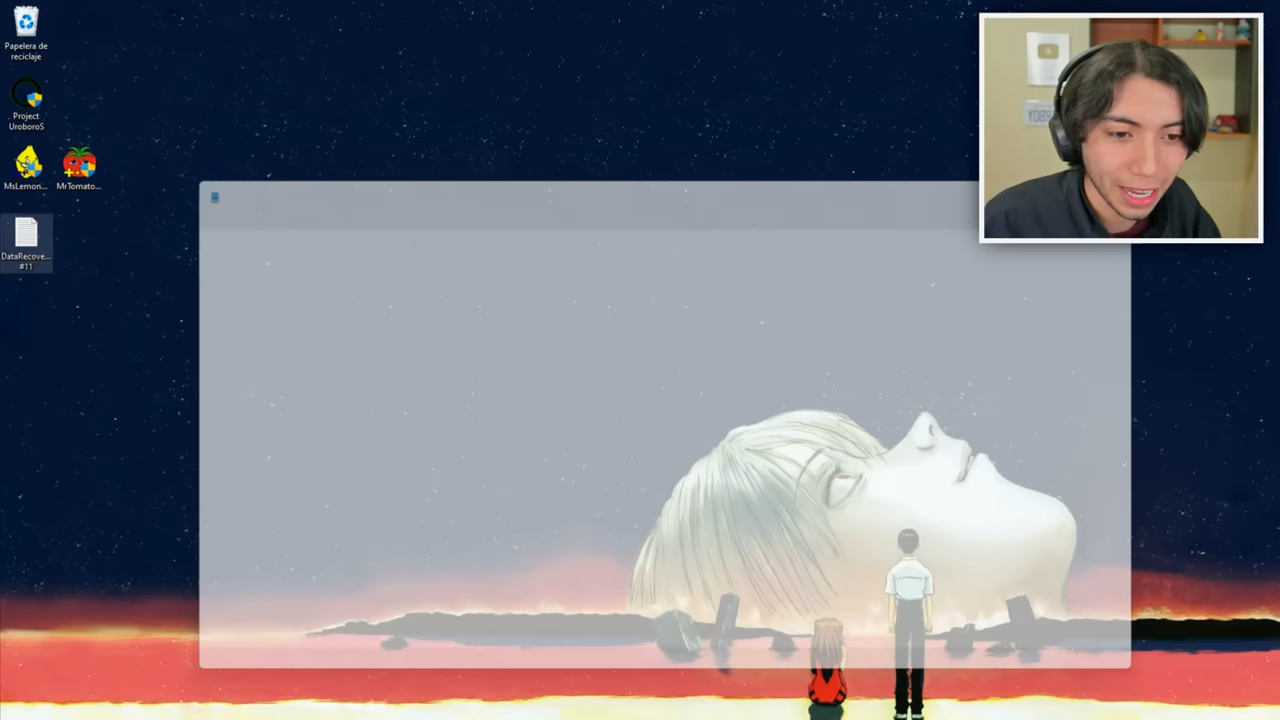 Papelera de
reciclaje
Project
UroboroS
MsLemon...
MrTomato...
DataRecove...
#11